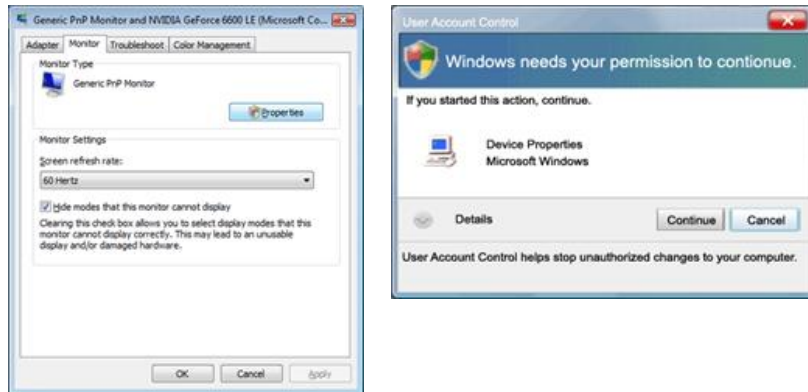 Generic PnP Monitor and NVIDIA GeForce 6600 LE (Microsoft Co...
Adapter Monitor Troubleshoot Color Management
Monitor Type
Generic PnP Monitor
Properties
Monitor Settings
Screen refresh rate:
60 Hertz
Hide modes that this monitor cannot display
Clearing this check box allows you to select display modes that this
monitor cannot display correctly. This may lead to an unusable
display and/or damaged hardware.
OK Cancel Apply
User Account Control
Windows needs your permission to contionue.
If you started this action, continue.
Device Properties
Microsoft Windows
Details Continue Cancel
User Account Control helps stop unauthorized changes to your computer.